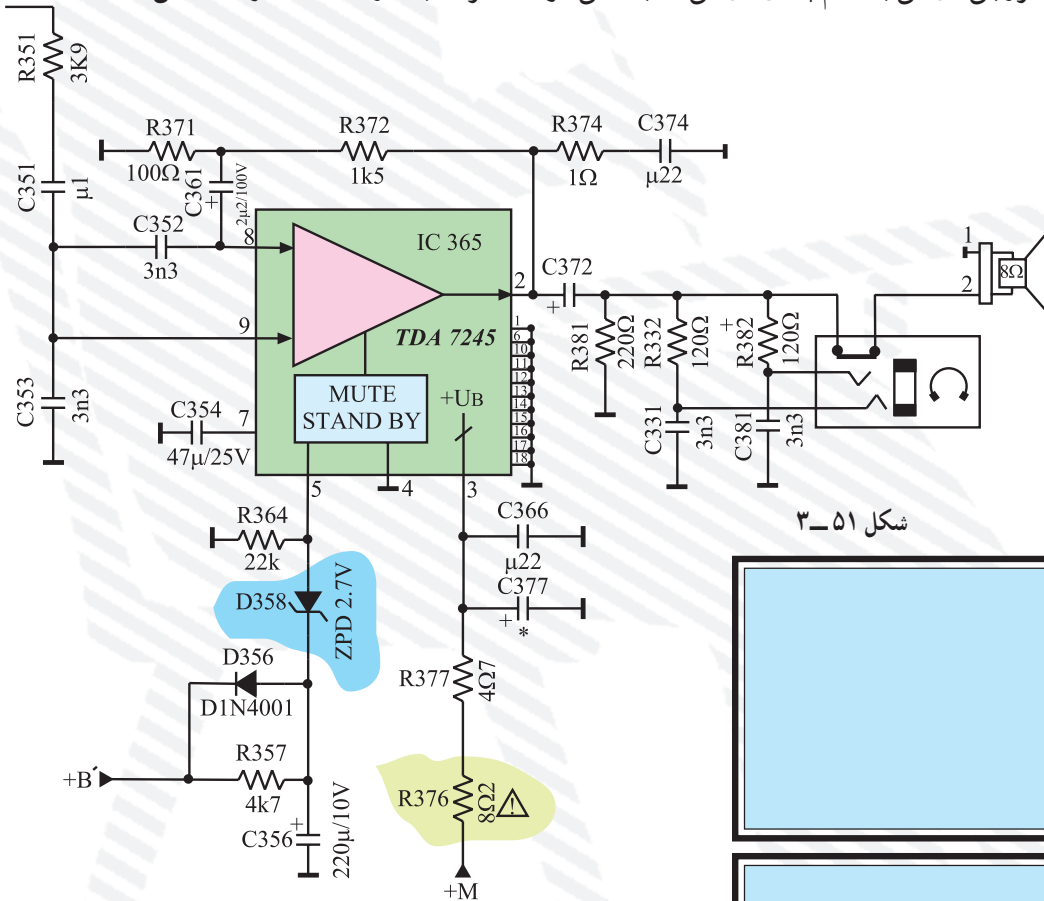 R351
3K9
C351
μ1
R371
100Ω
C361
+
2μ2/100V
R372
1k5
R374
1Ω
C374
μ22
C352
3n3
8
9
IC 365
TDA 7245
MUTE
STAND BY
+UB
2
1
6
10
11
12
13
14
15
16
17
18
C372
+
R381
220Ω
R332
120Ω
+
R382
120Ω
C331
3n3
C381
3n3
1
2
8Ω
C353
3n3
C354
47μ/25V
7
5
4
3
R364
22k
D358
ZPD 2.7V
D356
D1N4001
+B´
R357
4k7
+
C356
220μ/10V
C366
μ22
C377
+
*
R377
4Ω7
R376
8Ω2
!
+M
شکل ۵۱ــ۳